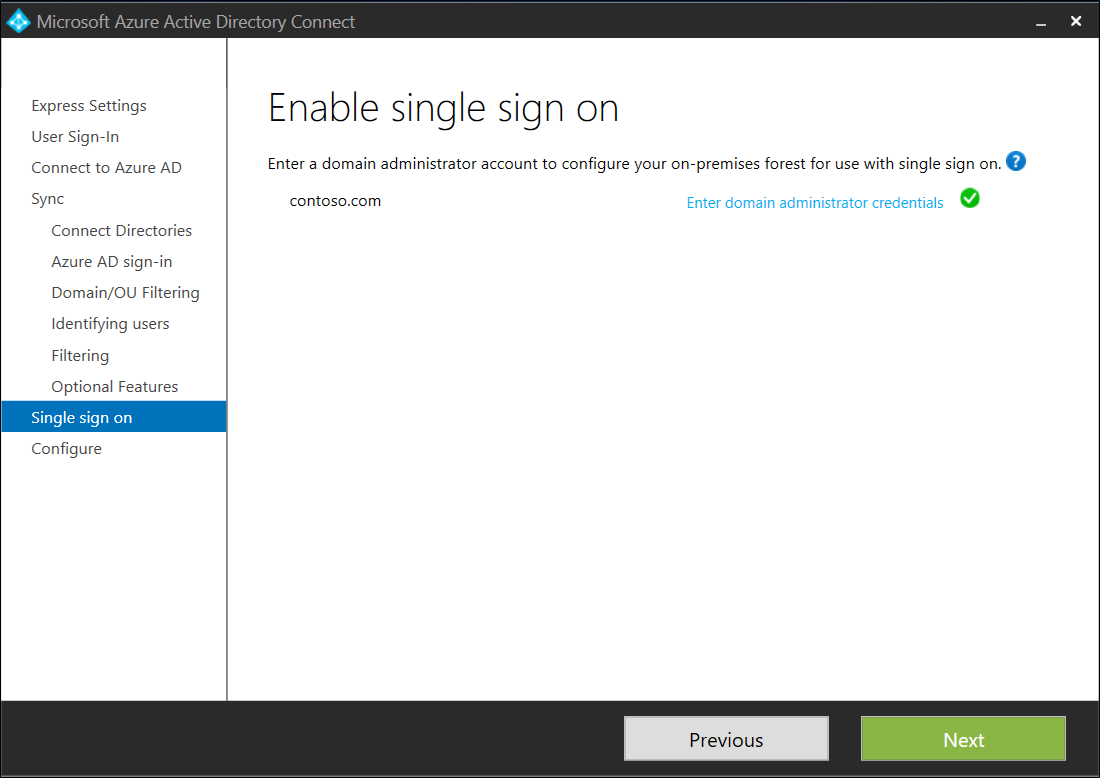 Microsoft Azure Active Directory Connect
Express Settings
User Sign-In
Connect to Azure AD
Sync
Connect Directories
Azure AD sign-in
Domain/OU Filtering
Identifying users
Filtering
Optional Features
Single sign on
Configure
Enable single sign on
Enter a domain administrator account to configure your on-premises forest for use with single sign on. ?
contoso.com Enter domain administrator credentials
Previous Next